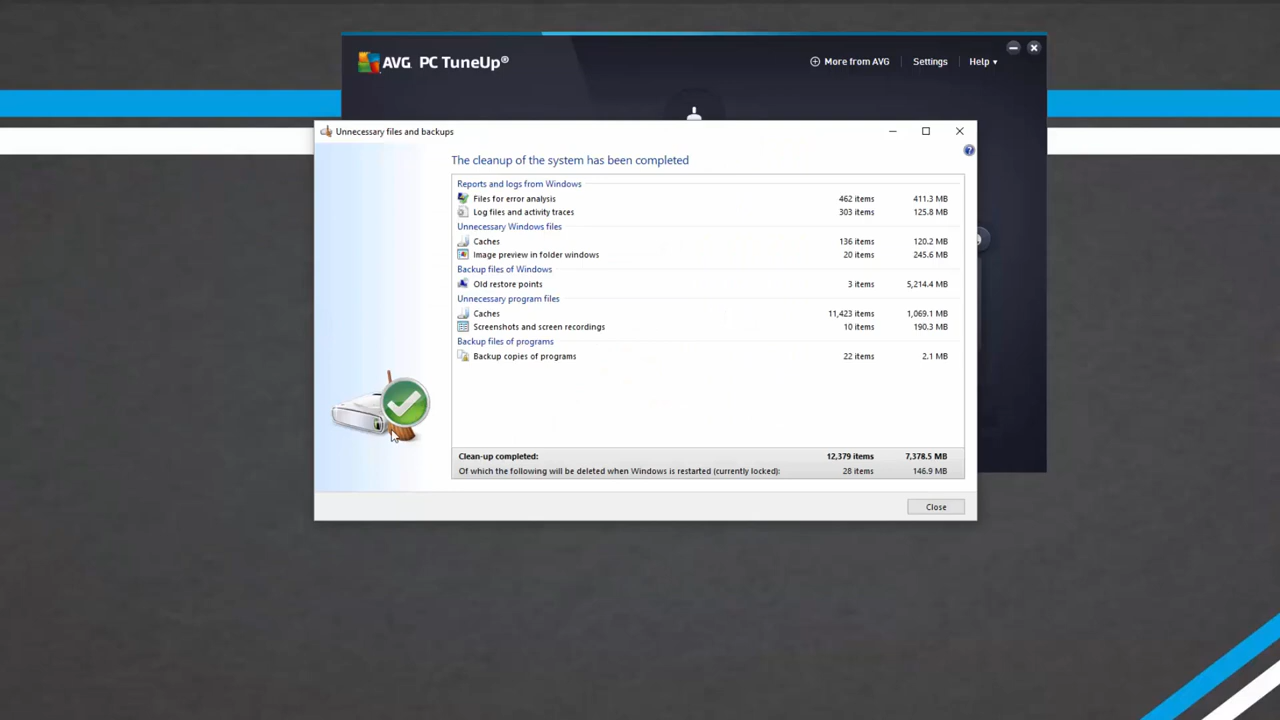 AVG PC TuneUp®
More from AVG Settings Help
Unnecessary files and backups
The cleanup of the system has been completed
Reports and logs from Windows
Files for error analysis 462 items 411.3 MB
Log files and activity traces 303 items 125.8 MB
Unnecessary Windows files
Caches 136 items 120.2 MB
Image preview in folder windows 20 items 245.6 MB
Backup files of Windows
Old restore points 3 items 5,214.4 MB
Unnecessary program files
Caches 11,423 items 1,069.1 MB
Screenshots and screen recordings 10 items 190.3 MB
Backup files of programs
Backup copies of programs 22 items 2.1 MB
Clean-up completed: 12,379 items 7,378.5 MB
Of which the following will be deleted when Windows is restarted (currently locked): 28 items 146.9 MB
Close